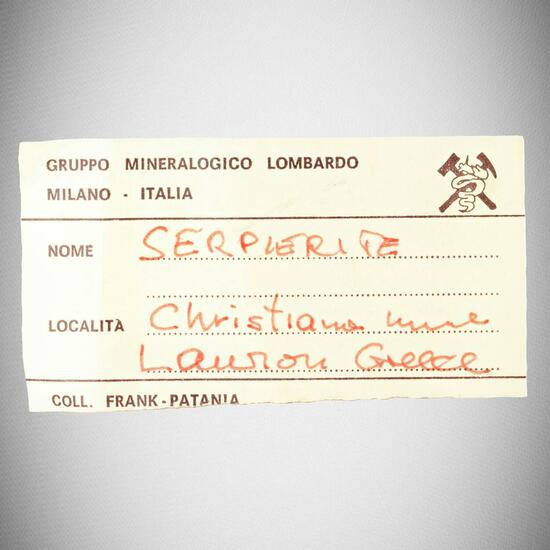 GRUPPO MINERALOGICO LOMBARDO
MILANO - ITALIA
NOME SERPIERITE
LOCALITÀ Christiana mine
Laurion Greece
COLL. FRANK-PATANIA